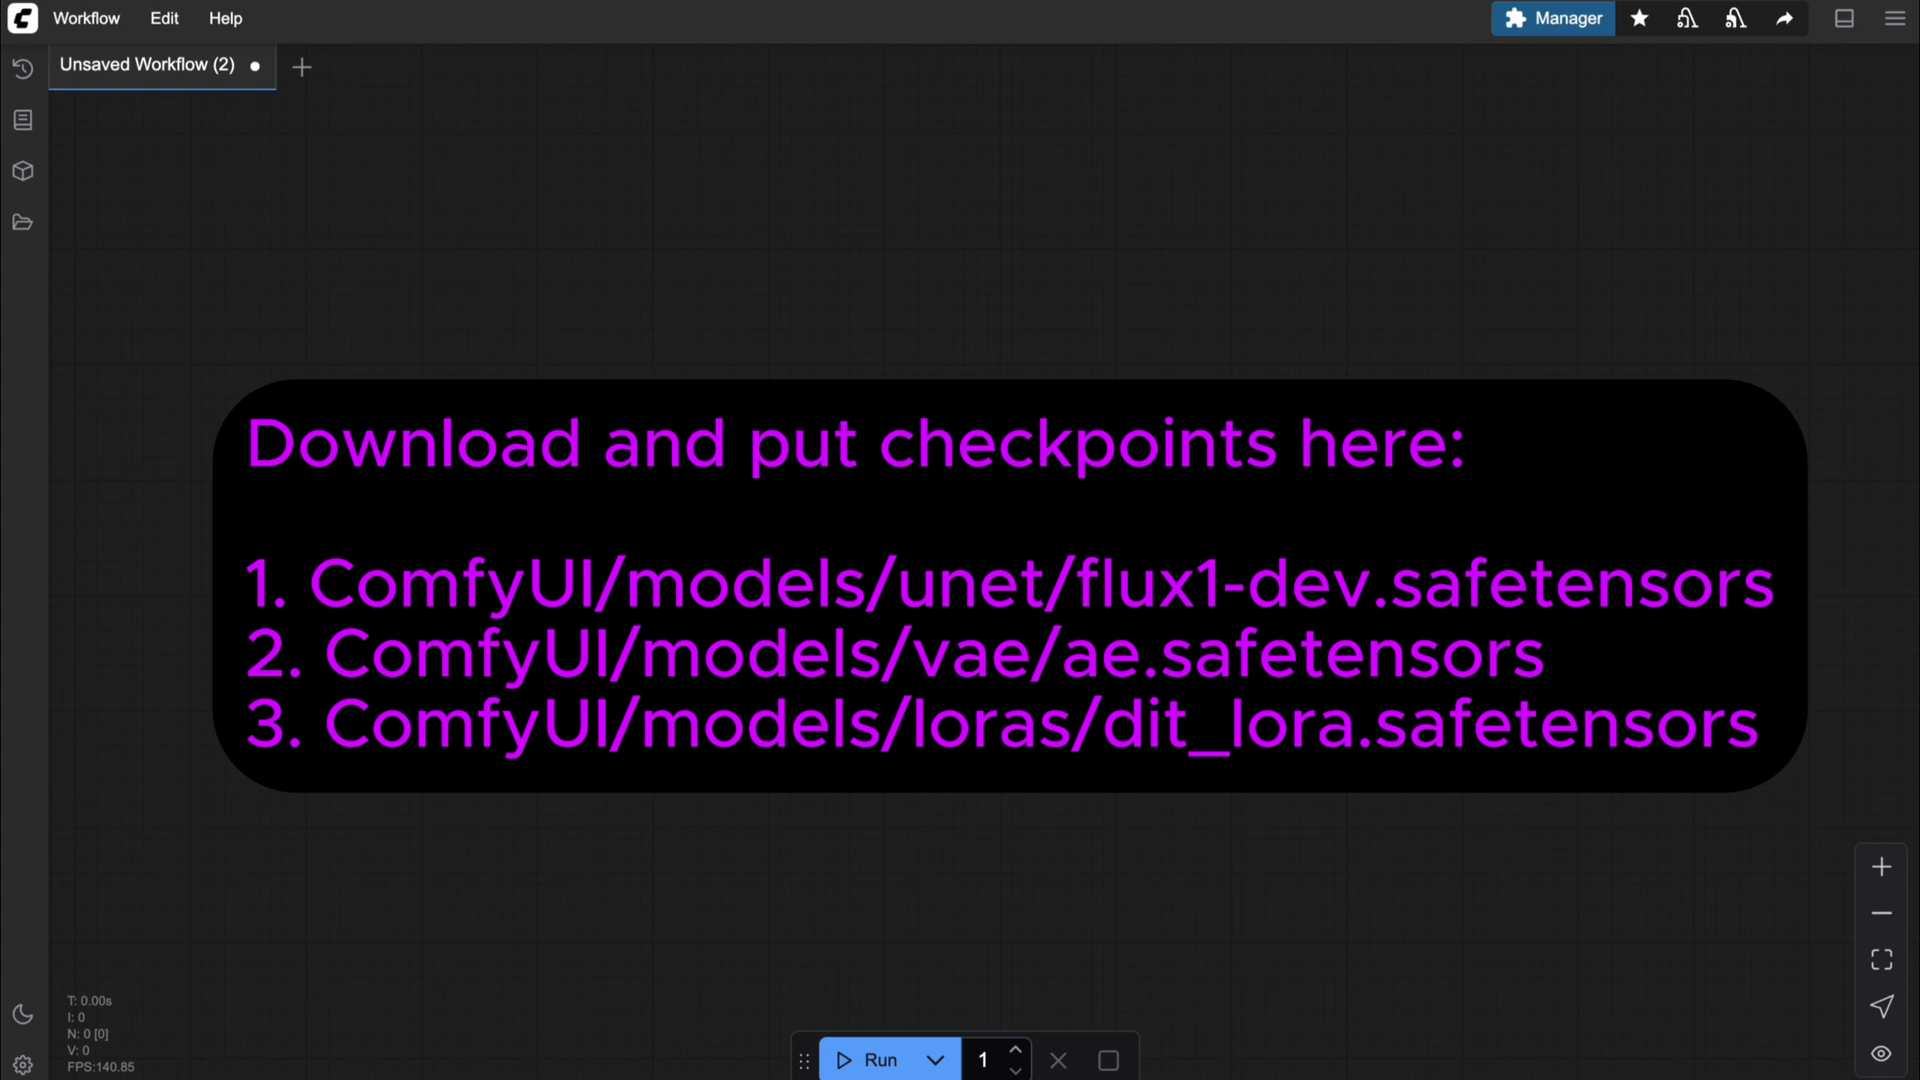 Workflow Edit Help
Manager
Unsaved Workflow (2)
Download and put checkpoints here:
1. ComfyUI/models/unet/flux1-dev.safetensors
2. ComfyUI/models/vae/ae.safetensors
3. ComfyUI/models/loras/dit_lora.safetensors
T: 0.00s
I: 0
N: 0 [0]
V: 0
FPS:140.85
Run 1